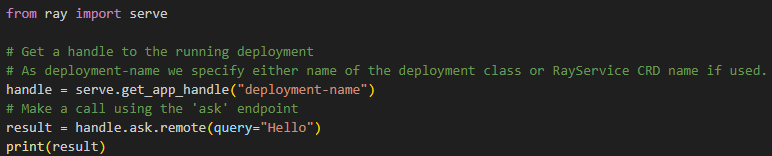 from ray import serve
# Get a handle to the running deployment
# As deployment-name we specify either name of the deployment class or RayService CRD name if used.
handle = serve.get_app_handle("deployment-name")
# Make a call using the 'ask' endpoint
result = handle.ask.remote(query="Hello")
print(result)